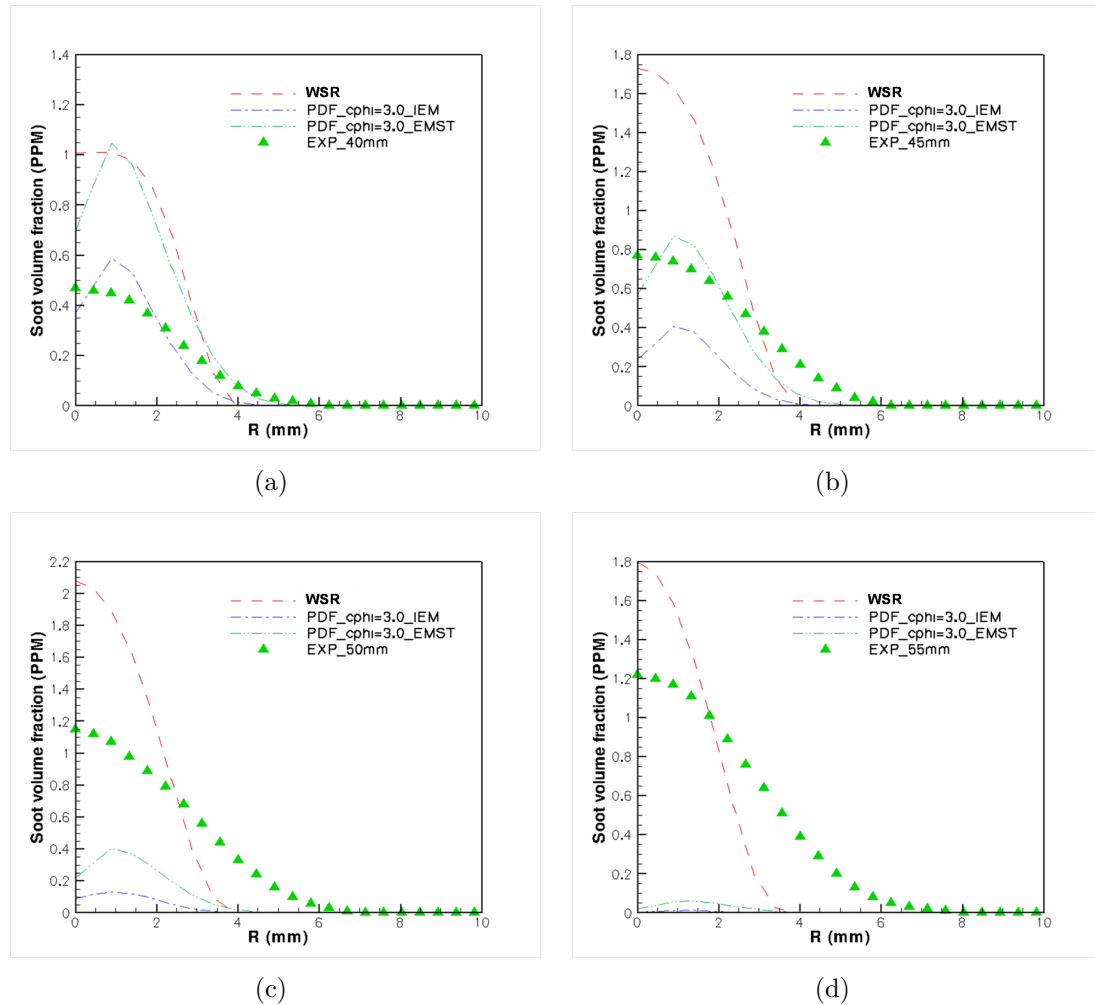 1.4
1.2
1
0.8
0.6
0.4
0.2
0
0 2 4 6 8 10
Soot volume fraction (PPM)
R (mm)
WSR
PDF_cphi=3.0_IEM
PDF_cphi=3.0_EMST
EXP_40mm
(a)
1.8
1.6
1.4
1.2
1
0.8
0.6
0.4
0.2
0
0 2 4 6 8 10
Soot volume fraction (PPM)
R (mm)
WSR
PDF_cphi=3.0_IEM
PDF_cphi=3.0_EMST
EXP_45mm
(b)
2.2
2
1.8
1.6
1.4
1.2
1
0.8
0.6
0.4
0.2
0
0 2 4 6 8 10
Soot volume fraction (PPM)
R (mm)
WSR
PDF_cphi=3.0_IEM
PDF_cphi=3.0_EMST
EXP_50mm
(c)
1.8
1.6
1.4
1.2
1
0.8
0.6
0.4
0.2
0
0 2 4 6 8 10
Soot volume fraction (PPM)
R (mm)
WSR
PDF_cphi=3.0_IEM
PDF_cphi=3.0_EMST
EXP_55mm
(d)